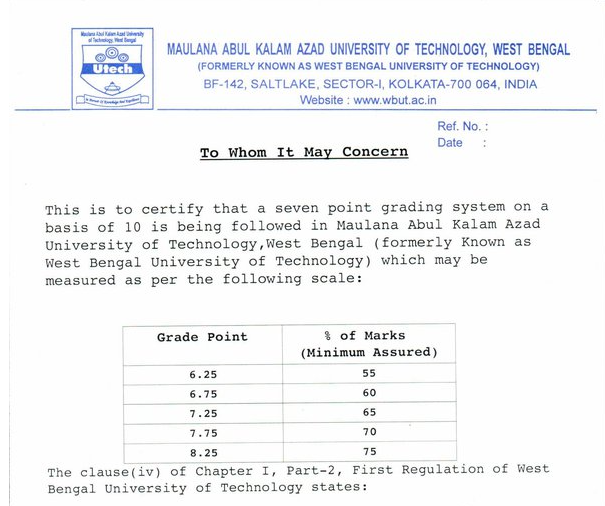 Maulana Abul Kalam Azad University
of Technology, West Bengal
Utech
MAULANA ABUL KALAM AZAD UNIVERSITY OF TECHNOLOGY, WEST BENGAL
(FORMERLY KNOWN AS WEST BENGAL UNIVERSITY OF TECHNOLOGY)
BF-142, SALTLAKE, SECTOR-I, KOLKATA-700 064, INDIA
Website : www.wbut.ac.in
Ref. No. :
Date :
To Whom It May Concern
This is to certify that a seven point grading system on a
basis of 10 is being followed in Maulana Abul Kalam Azad
University of Technology,West Bengal (formerly Known as
West Bengal University of Technology) which may be
measured as per the following scale:
Grade Point % of Marks
(Minimum Assured)
6.25 55
6.75 60
7.25 65
7.75 70
8.25 75
The clause(iv) of Chapter I, Part-2, First Regulation of West
Bengal University of Technology states: